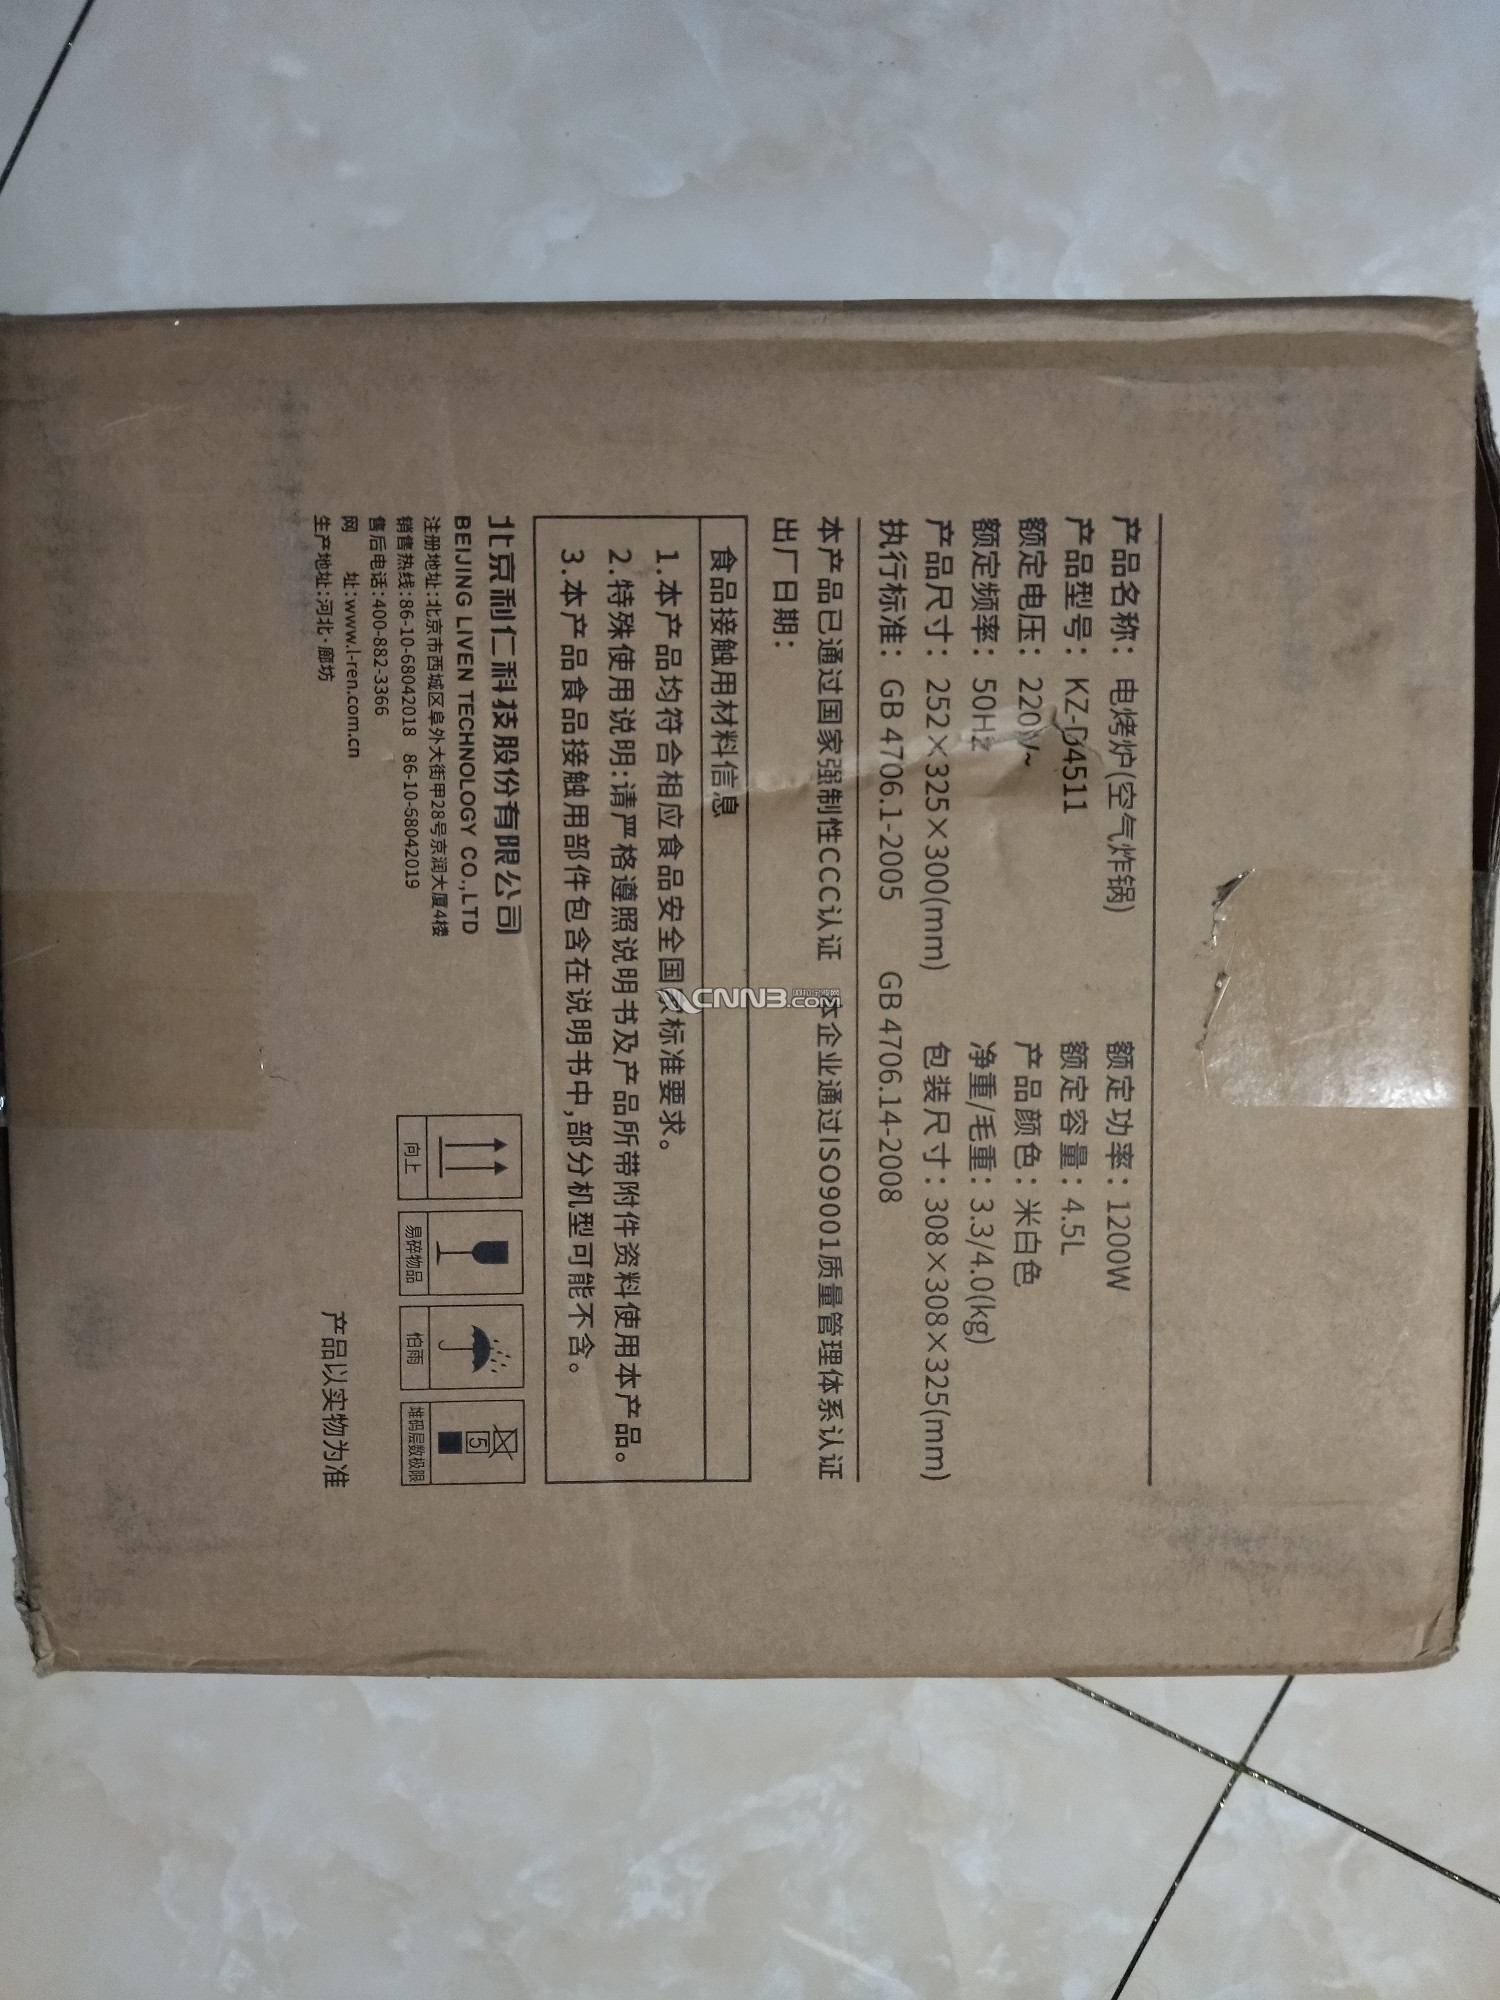 产品名称：电烤炉(空气炸锅) 额定功率：1200W
产品型号：KZ-D4511 额定容量：4.5L
额定电压：220V~ 产品颜色：米白色
额定频率：50Hz 净重/毛重：3.3/4.0(kg)
产品尺寸：252×325×300(mm) 包装尺寸：308×308×325(mm)
执行标准：GB 4706.1-2005 GB 4706.14-2008
本产品已通过国家强制性CCC认证 本企业通过ISO9001质量管理体系认证
出厂日期：
食品接触用材料信息
1.本产品均符合相应食品安全国家标准要求。
2.特殊使用说明:请严格遵照说明书及产品所带附件资料使用本产品。
3.本产品食品接触用部件包含在说明书中,部分机型可能不含。
北京利仁科技股份有限公司
BEIJING LIVEN TECHNOLOGY CO.,LTD
注册地址:北京市西城区阜外大街甲28号京润大厦4楼
销售热线:86-10-68042018 86-10-68042019
售后电话:400-882-3366
网 址:www.l-ren.com.cn
生产地址:河北·廊坊
5
向上 易碎物品 怕雨 堆码层数极限
产品以实物为准
CNN3.com